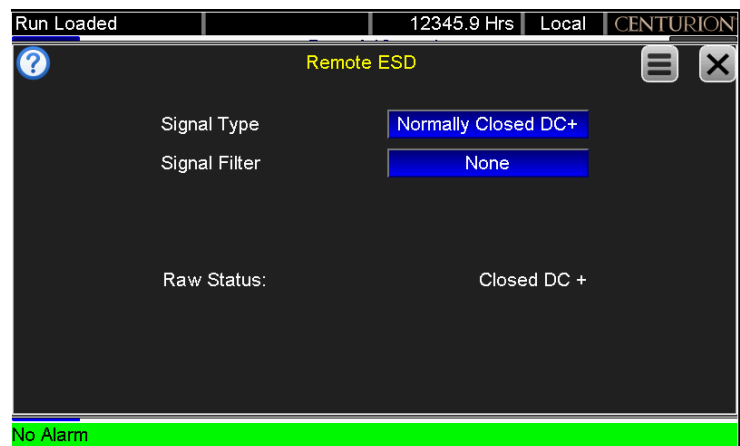 Run Loaded 12345.9 Hrs Local CENTURION
Remote ESD
Signal Type Normally Closed DC+
Signal Filter None
Raw Status: Closed DC +
No Alarm